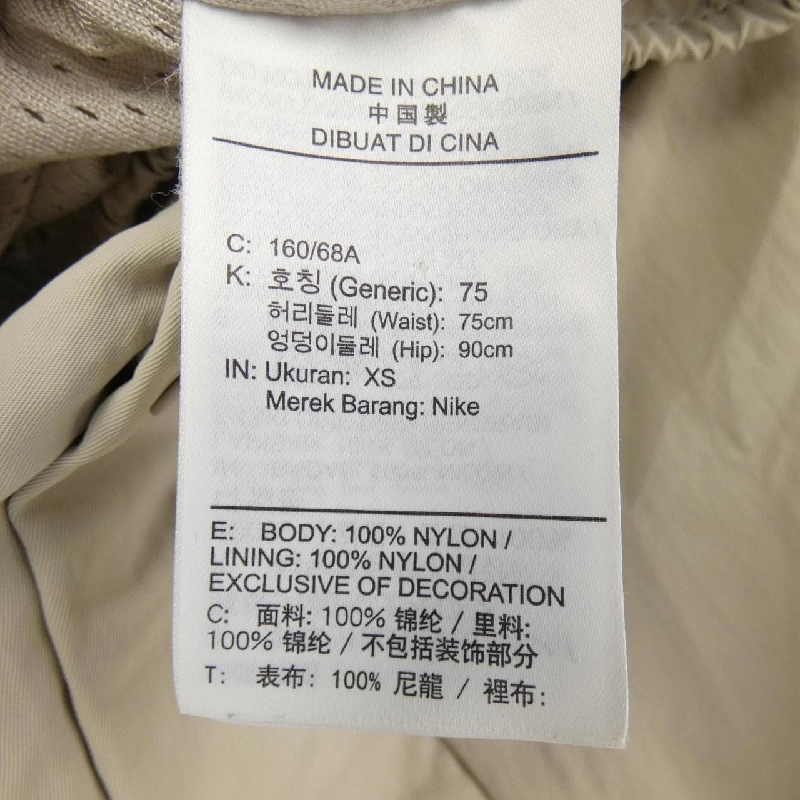 MADE IN CHINA
中国製
DIBUAT DI CINA
C: 160/68A
K: 호칭 (Generic): 75
허리둘레 (Waist): 75cm
엉덩이둘레 (Hip): 90cm
IN: Ukuran: XS
Merek Barang: Nike
E: BODY: 100% NYLON /
LINING: 100% NYLON /
EXCLUSIVE OF DECORATION
C: 面料: 100% 锦纶 / 里料:
100% 锦纶 / 不包括装饰部分
T: 表布: 100% 尼龍 / 裡布: